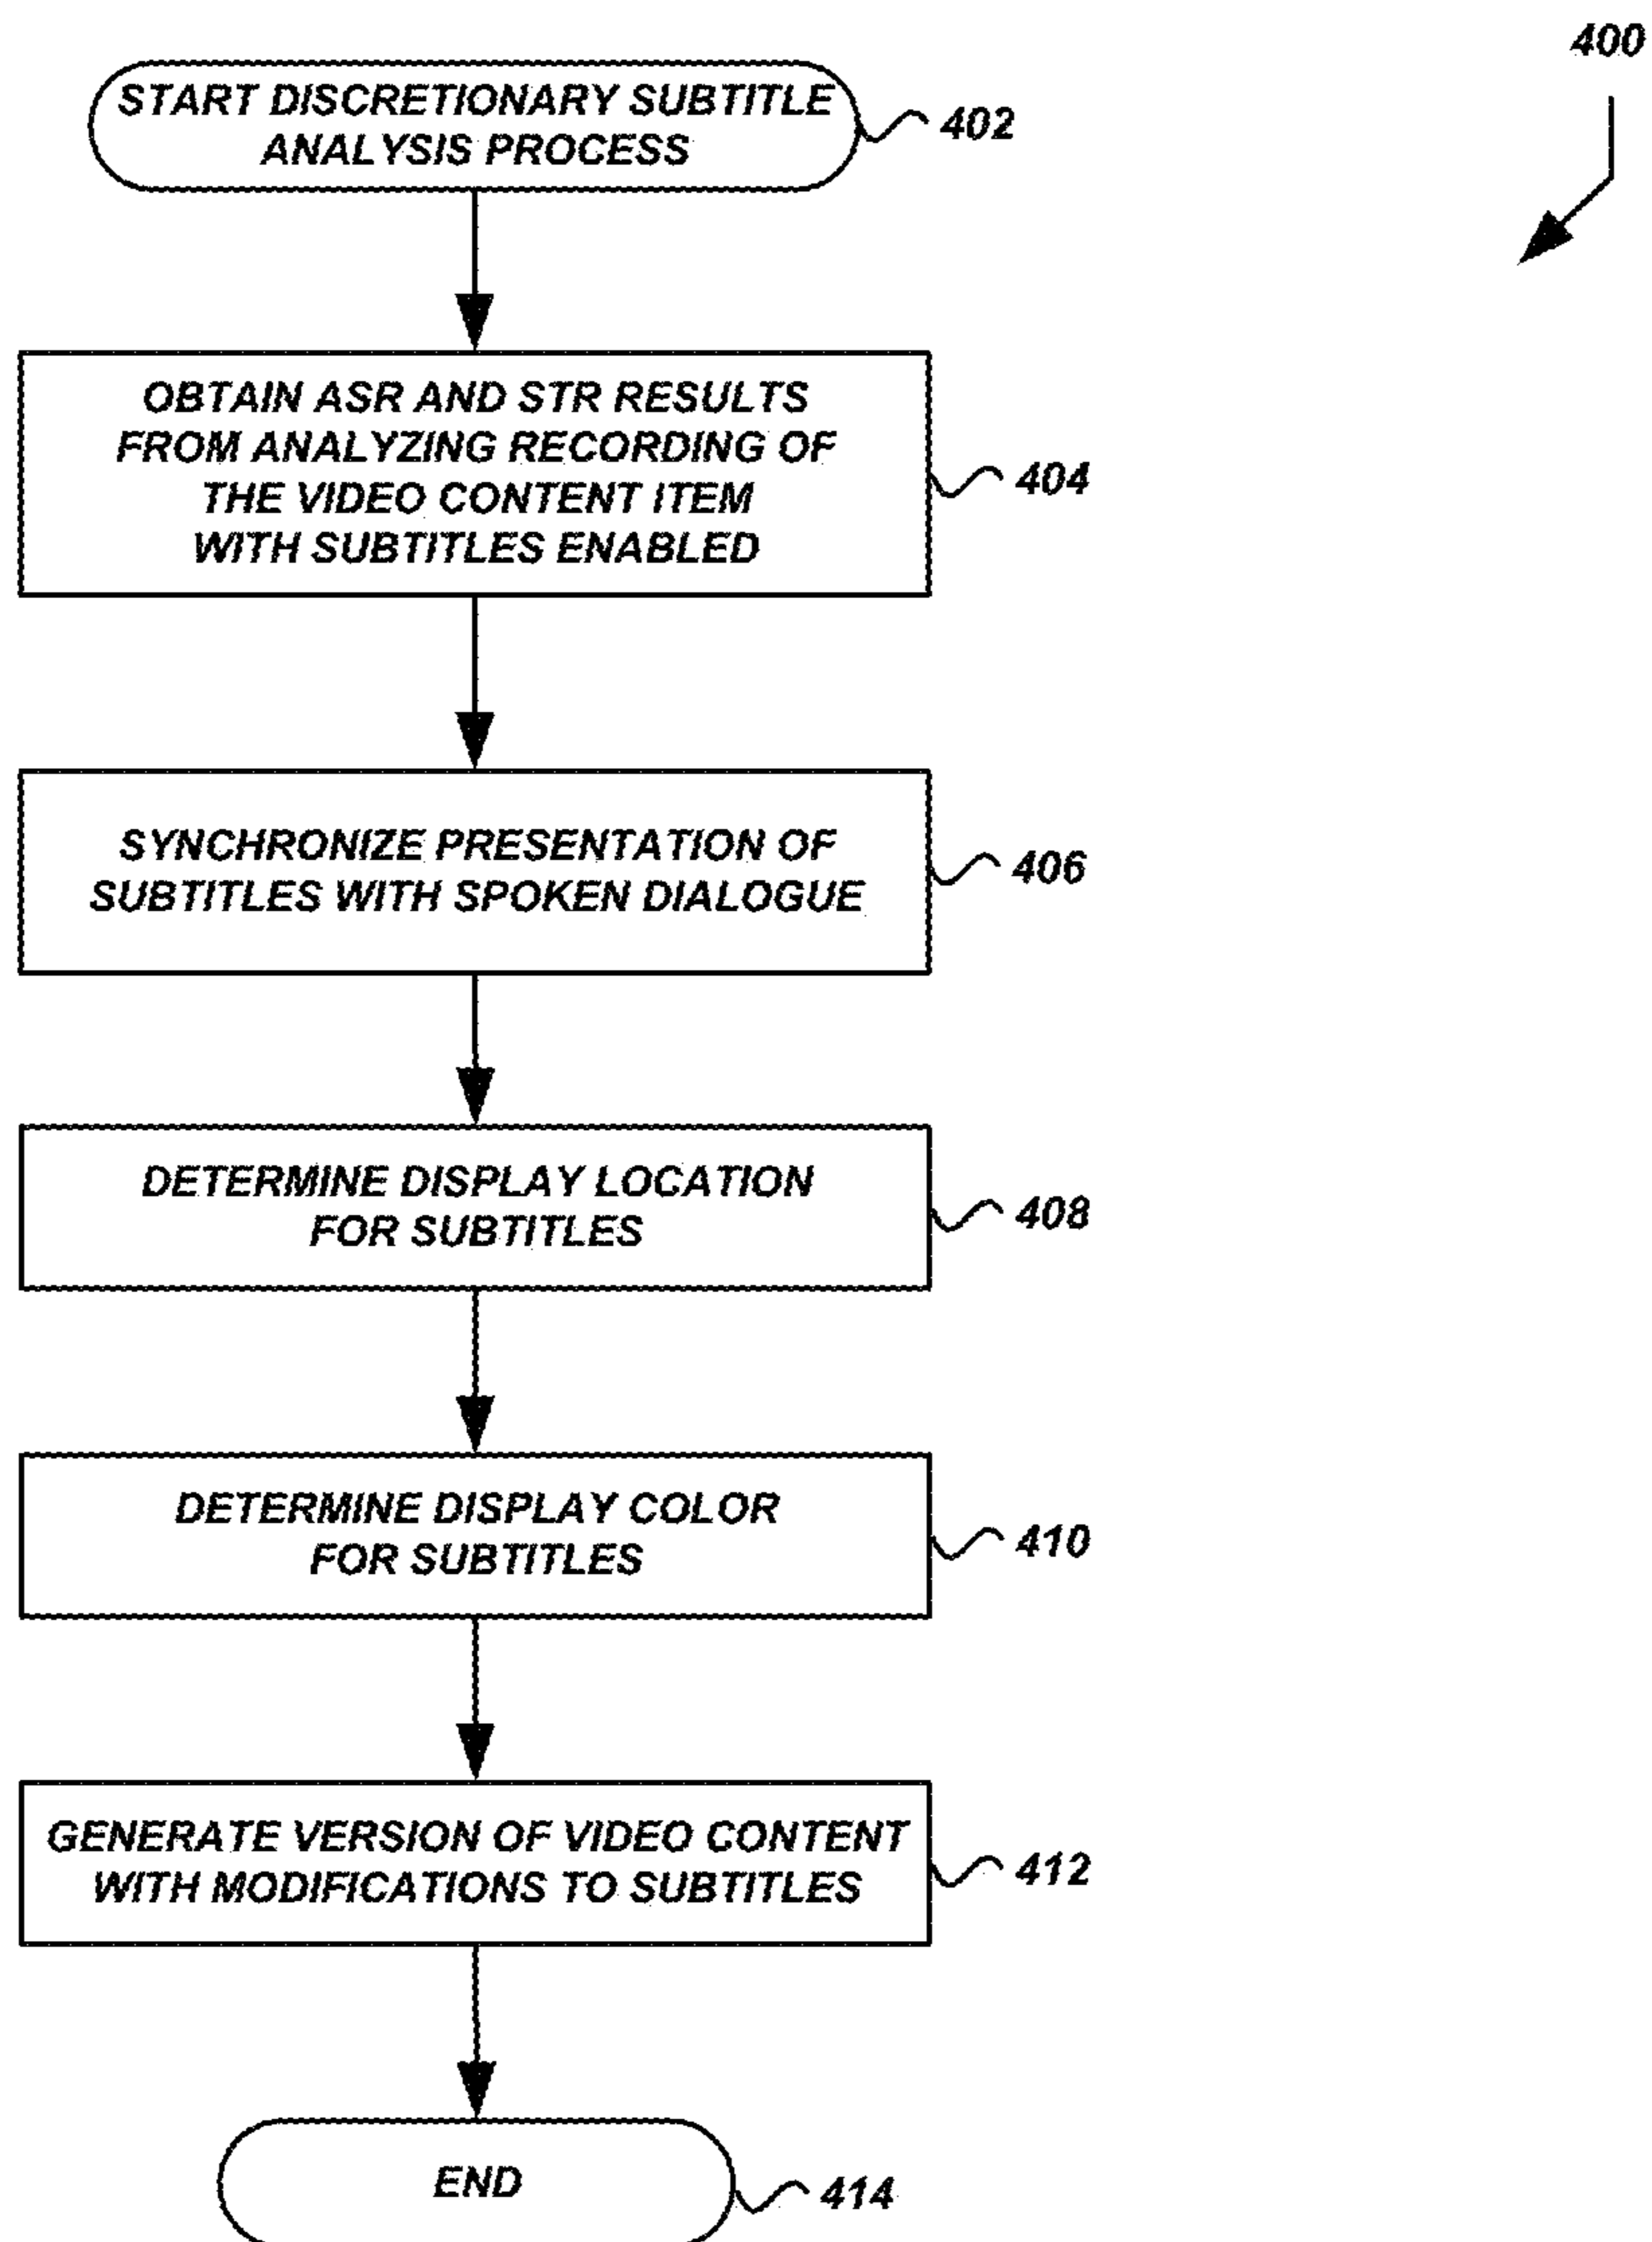 400
START DISCRETIONARY SUBTITLE
ANALYSIS PROCESS
402
OBTAIN ASR AND STR RESULTS
FROM ANALYZING RECORDING OF
THE VIDEO CONTENT ITEM
WITH SUBTITLES ENABLED
404
SYNCHRONIZE PRESENTATION OF
SUBTITLES WITH SPOKEN DIALOGUE
406
DETERMINE DISPLAY LOCATION
FOR SUBTITLES
408
DETERMINE DISPLAY COLOR
FOR SUBTITLES
410
GENERATE VERSION OF VIDEO CONTENT
WITH MODIFICATIONS TO SUBTITLES
412
END
414